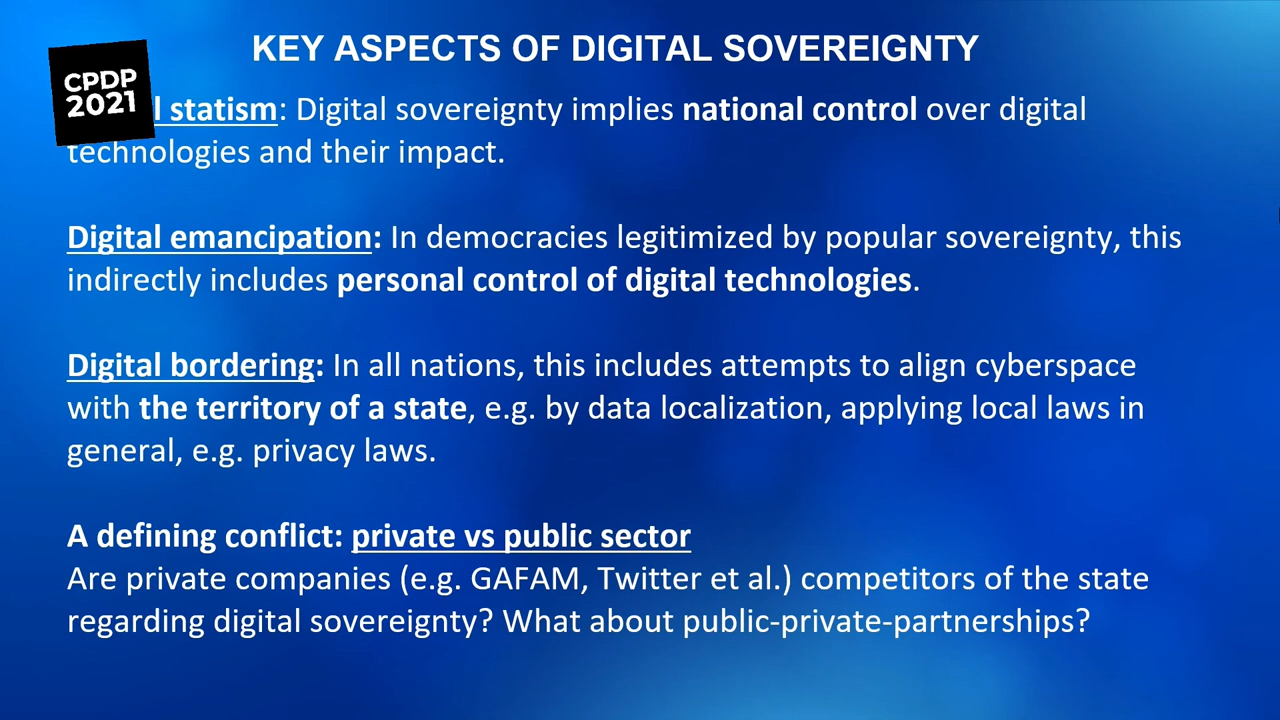 KEY ASPECTS OF DIGITAL SOVEREIGNTY
CPDP
2021
l statism: Digital sovereignty implies national control over digital
technologies and their impact.
Digital emancipation: In democracies legitimized by popular sovereignty, this
indirectly includes personal control of digital technologies.
Digital bordering: In all nations, this includes attempts to align cyberspace
with the territory of a state, e.g. by data localization, applying local laws in
general, e.g. privacy laws.
A defining conflict: private vs public sector
Are private companies (e.g. GAFAM, Twitter et al.) competitors of the state
regarding digital sovereignty? What about public-private-partnerships?